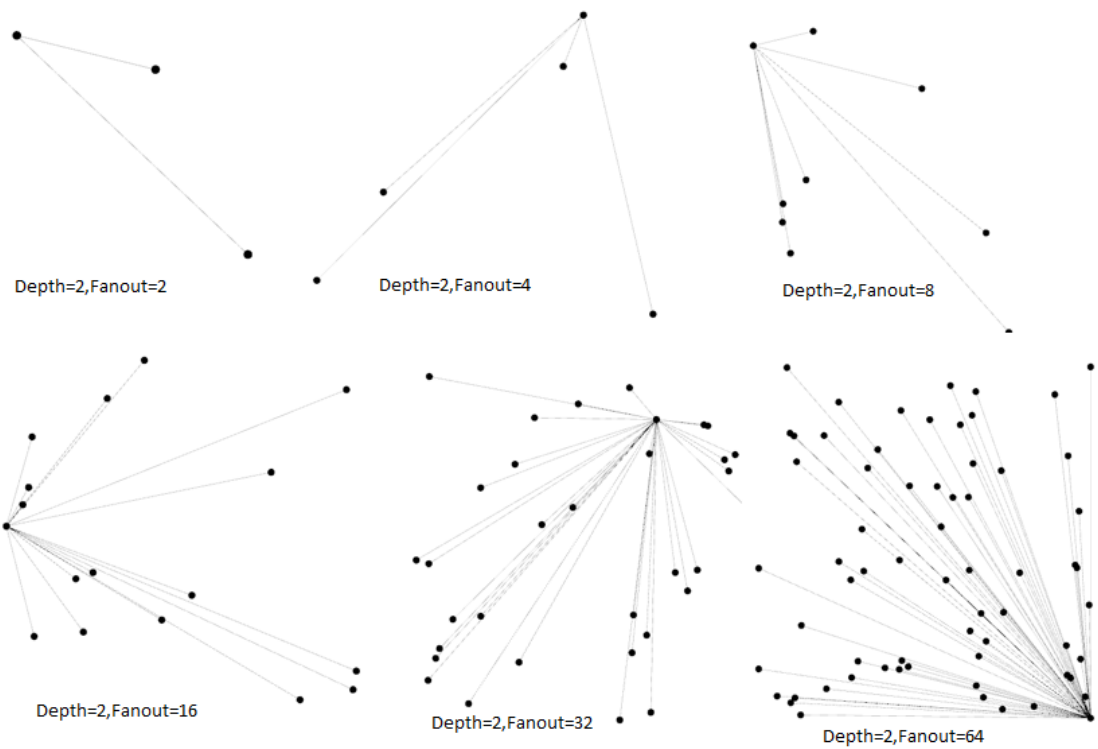 Depth=2,Fanout=2
Depth=2,Fanout=4
Depth=2,Fanout=8
Depth=2,Fanout=16
Depth=2,Fanout=32
Depth=2,Fanout=64